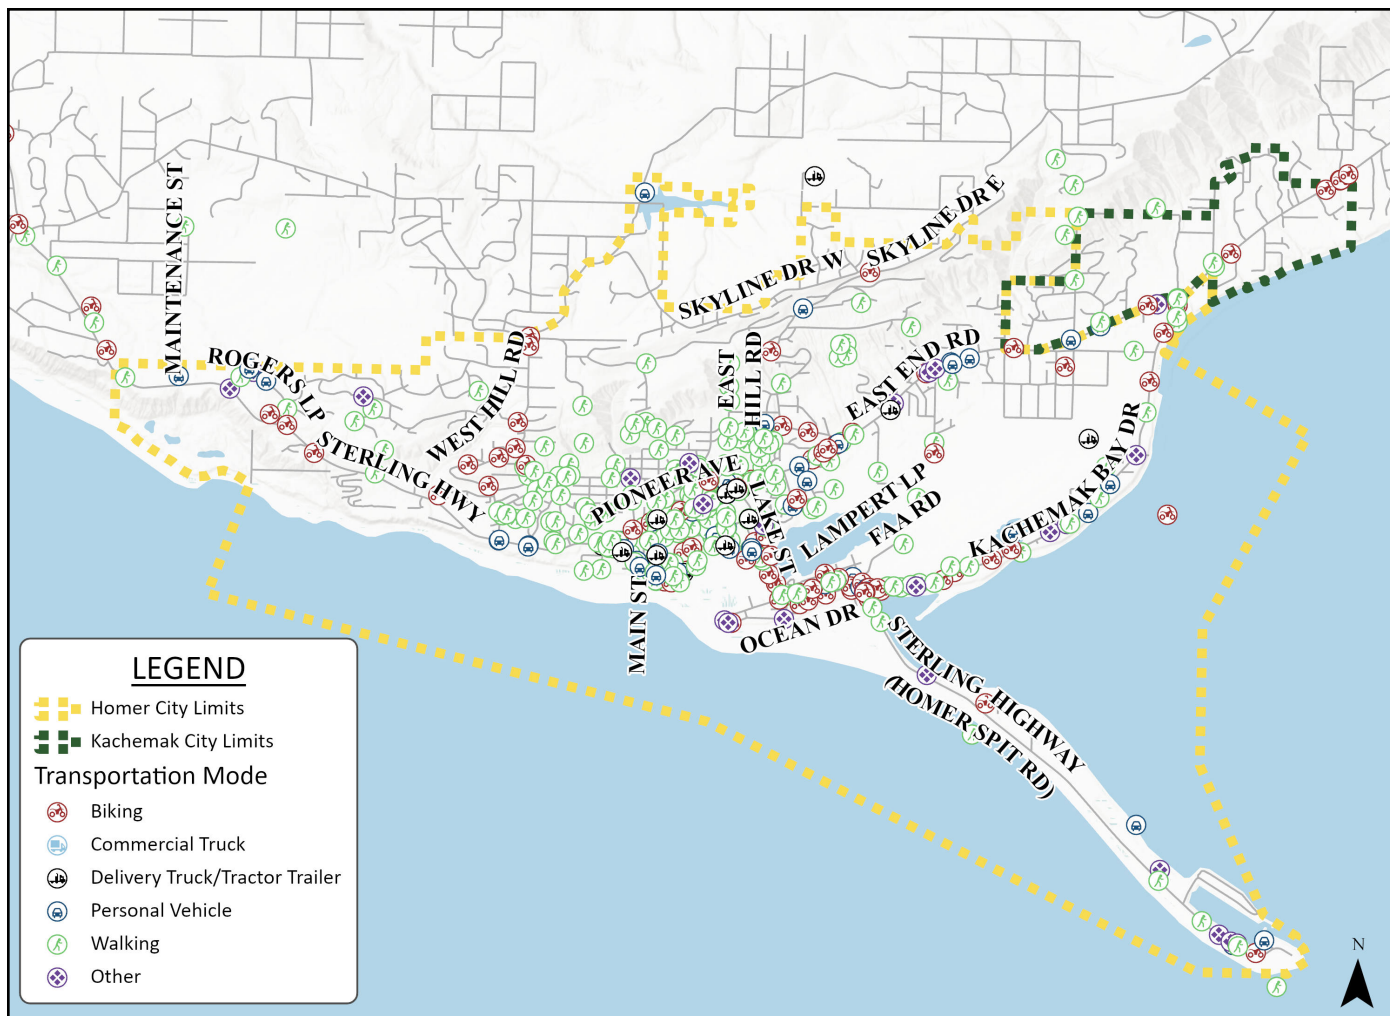 MAINTENANCE ST
ROGERS LP
STERLING HWY
WEST HILL RD
SKYLINE DR W
SKYLINE DR E
EAST
HILL RD
EAST END RD
PIONEER AVE
LAKE ST
LAMPERT LP
FAA RD
KACHEMAK BAY DR
MAIN ST
OCEAN DR
STERLING HIGHWAY
(HOMER SPIT RD)
LEGEND
Homer City Limits
Kachemak City Limits
Transportation Mode
Biking
Commercial Truck
Delivery Truck/Tractor Trailer
Personal Vehicle
Walking
Other
N